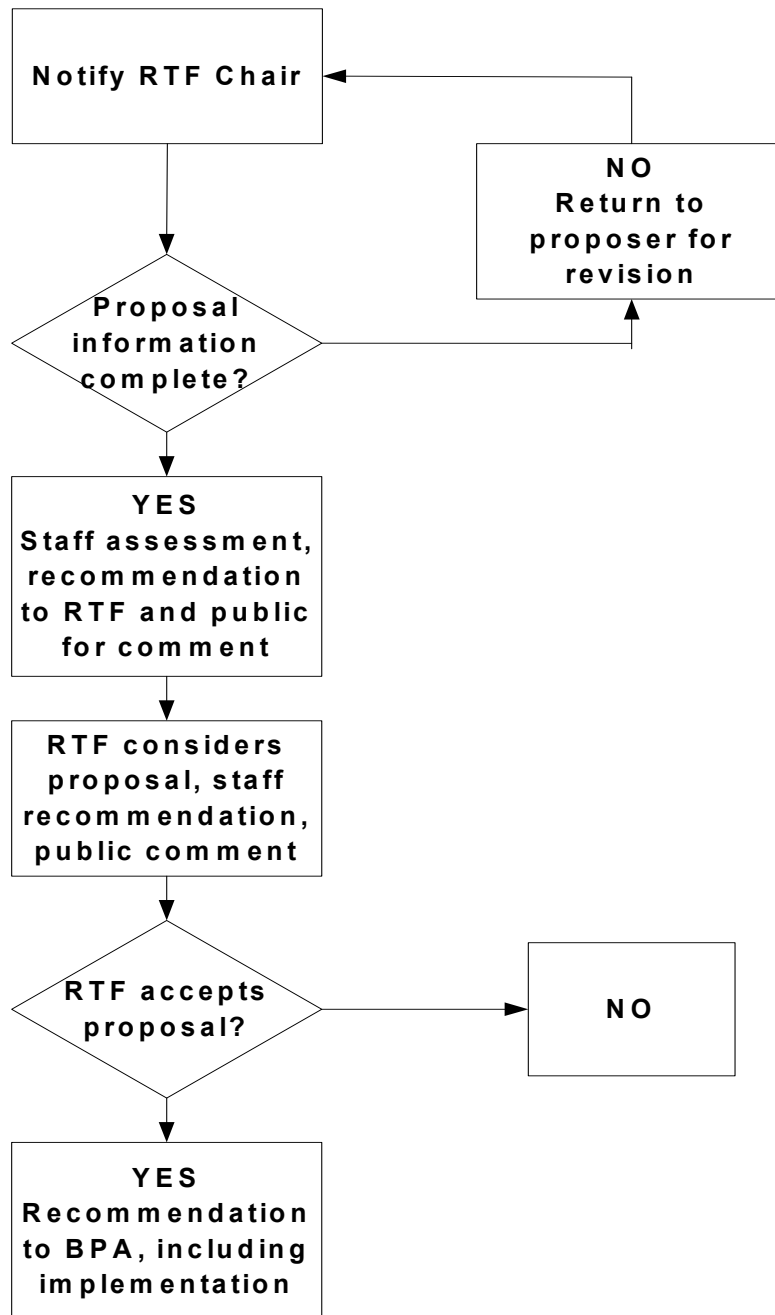 Notify RTF Chair
NO
Return to
proposer for
revision
Proposal
information
complete?
YES
Staff assessment,
recommendation
to RTF and public
for comment
RTF considers
proposal, staff
recommendation,
public comment
RTF accepts
proposal?
NO
YES
Recommendation
to BPA, including
implementation